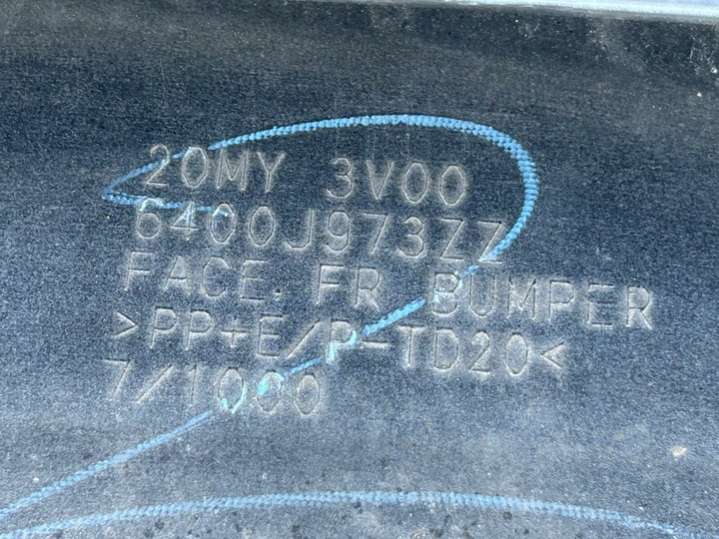 20MY 3V00
6400J973ZZ
FACE, FR BUMPER
>PP+E/P-TD20<
7/1000